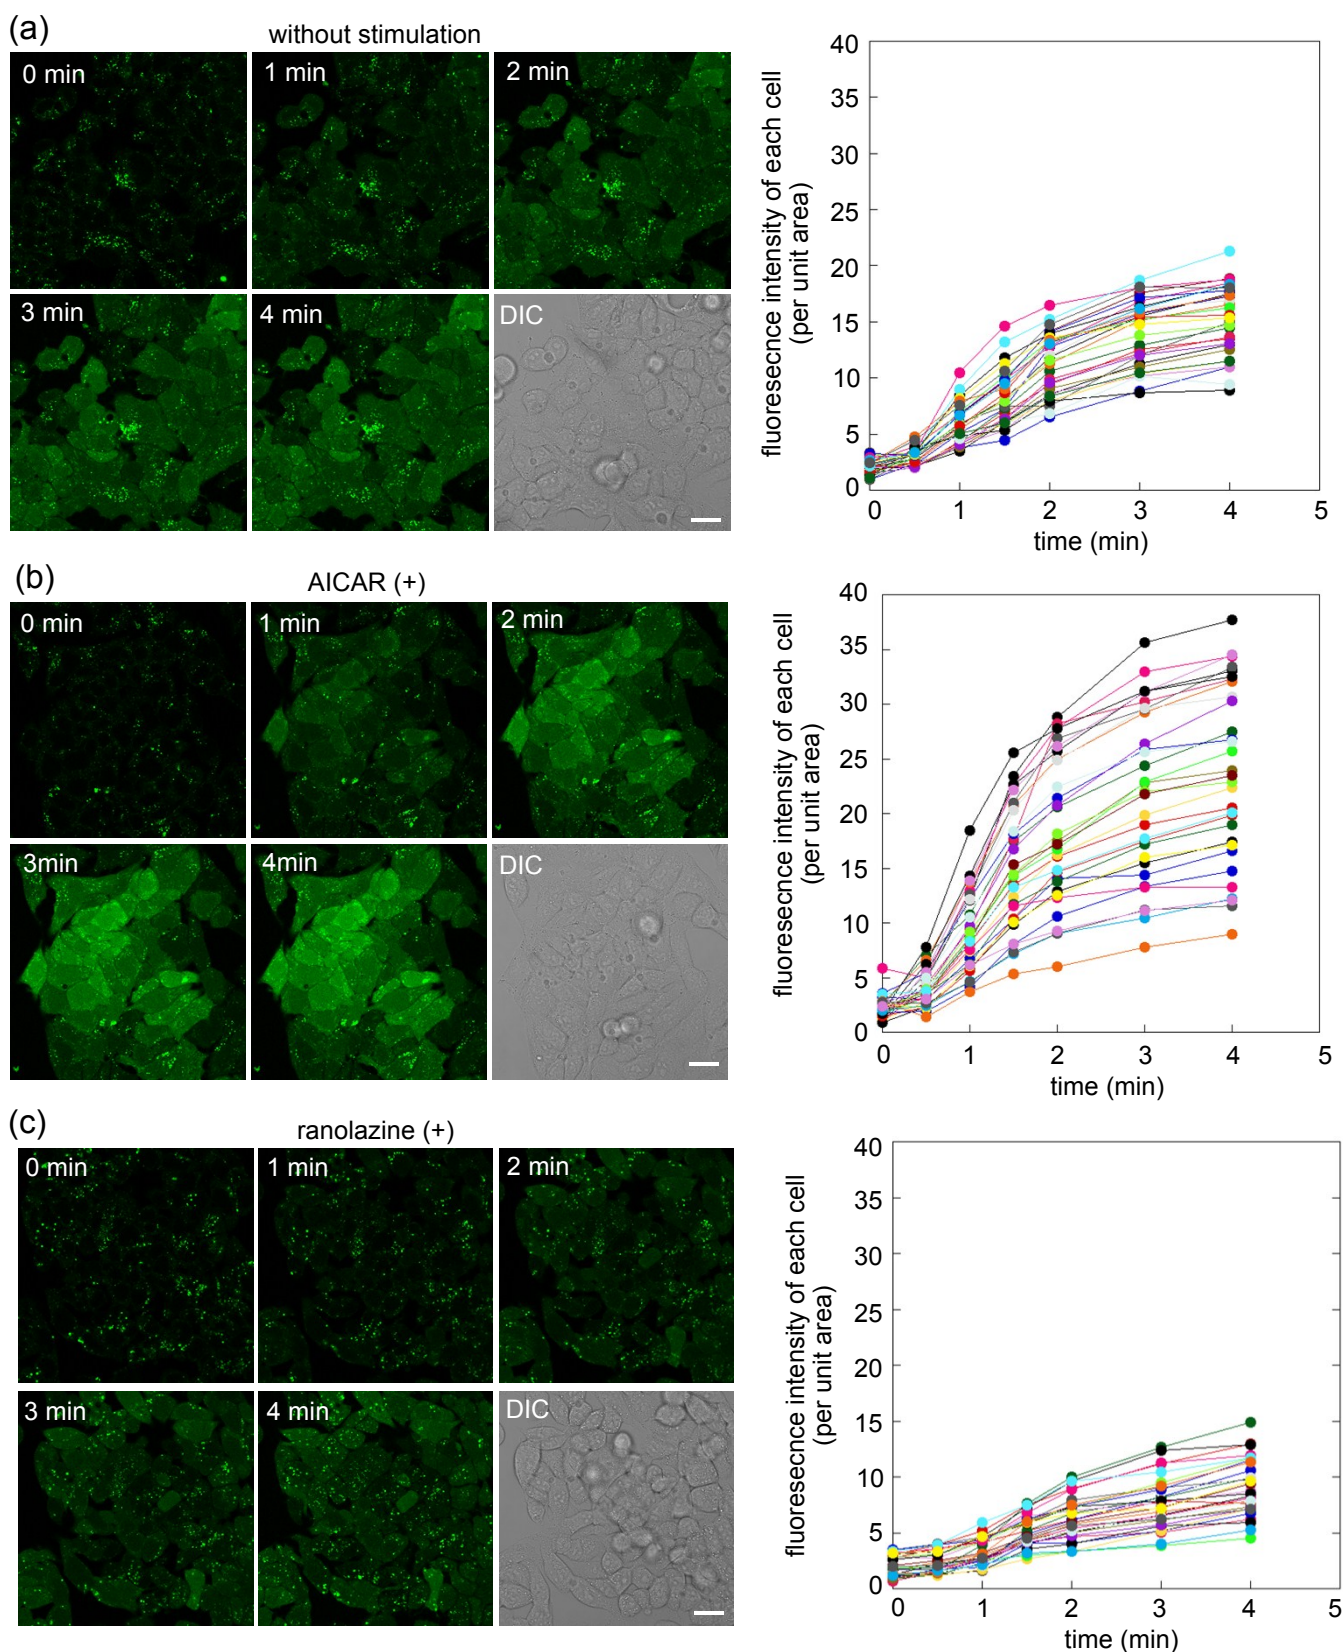 (a)
without stimulation
0 min
1 min
2 min
3 min
4 min
DIC
fluoresecnce intensity of each cell
(per unit area)
40
35
30
25
20
15
10
5
0
0 1 2 3 4 5
time (min)
(b)
AICAR (+)
0 min
1 min
2 min
3min
4min
DIC
fluoresecnce intensity of each cell
(per unit area)
40
35
30
25
20
15
10
5
0
0 1 2 3 4 5
time (min)
(c)
ranolazine (+)
0 min
1 min
2 min
3 min
4 min
DIC
fluoresecnce intensity of each cell
(per unit area)
40
35
30
25
20
15
10
5
0
0 1 2 3 4 5
time (min)